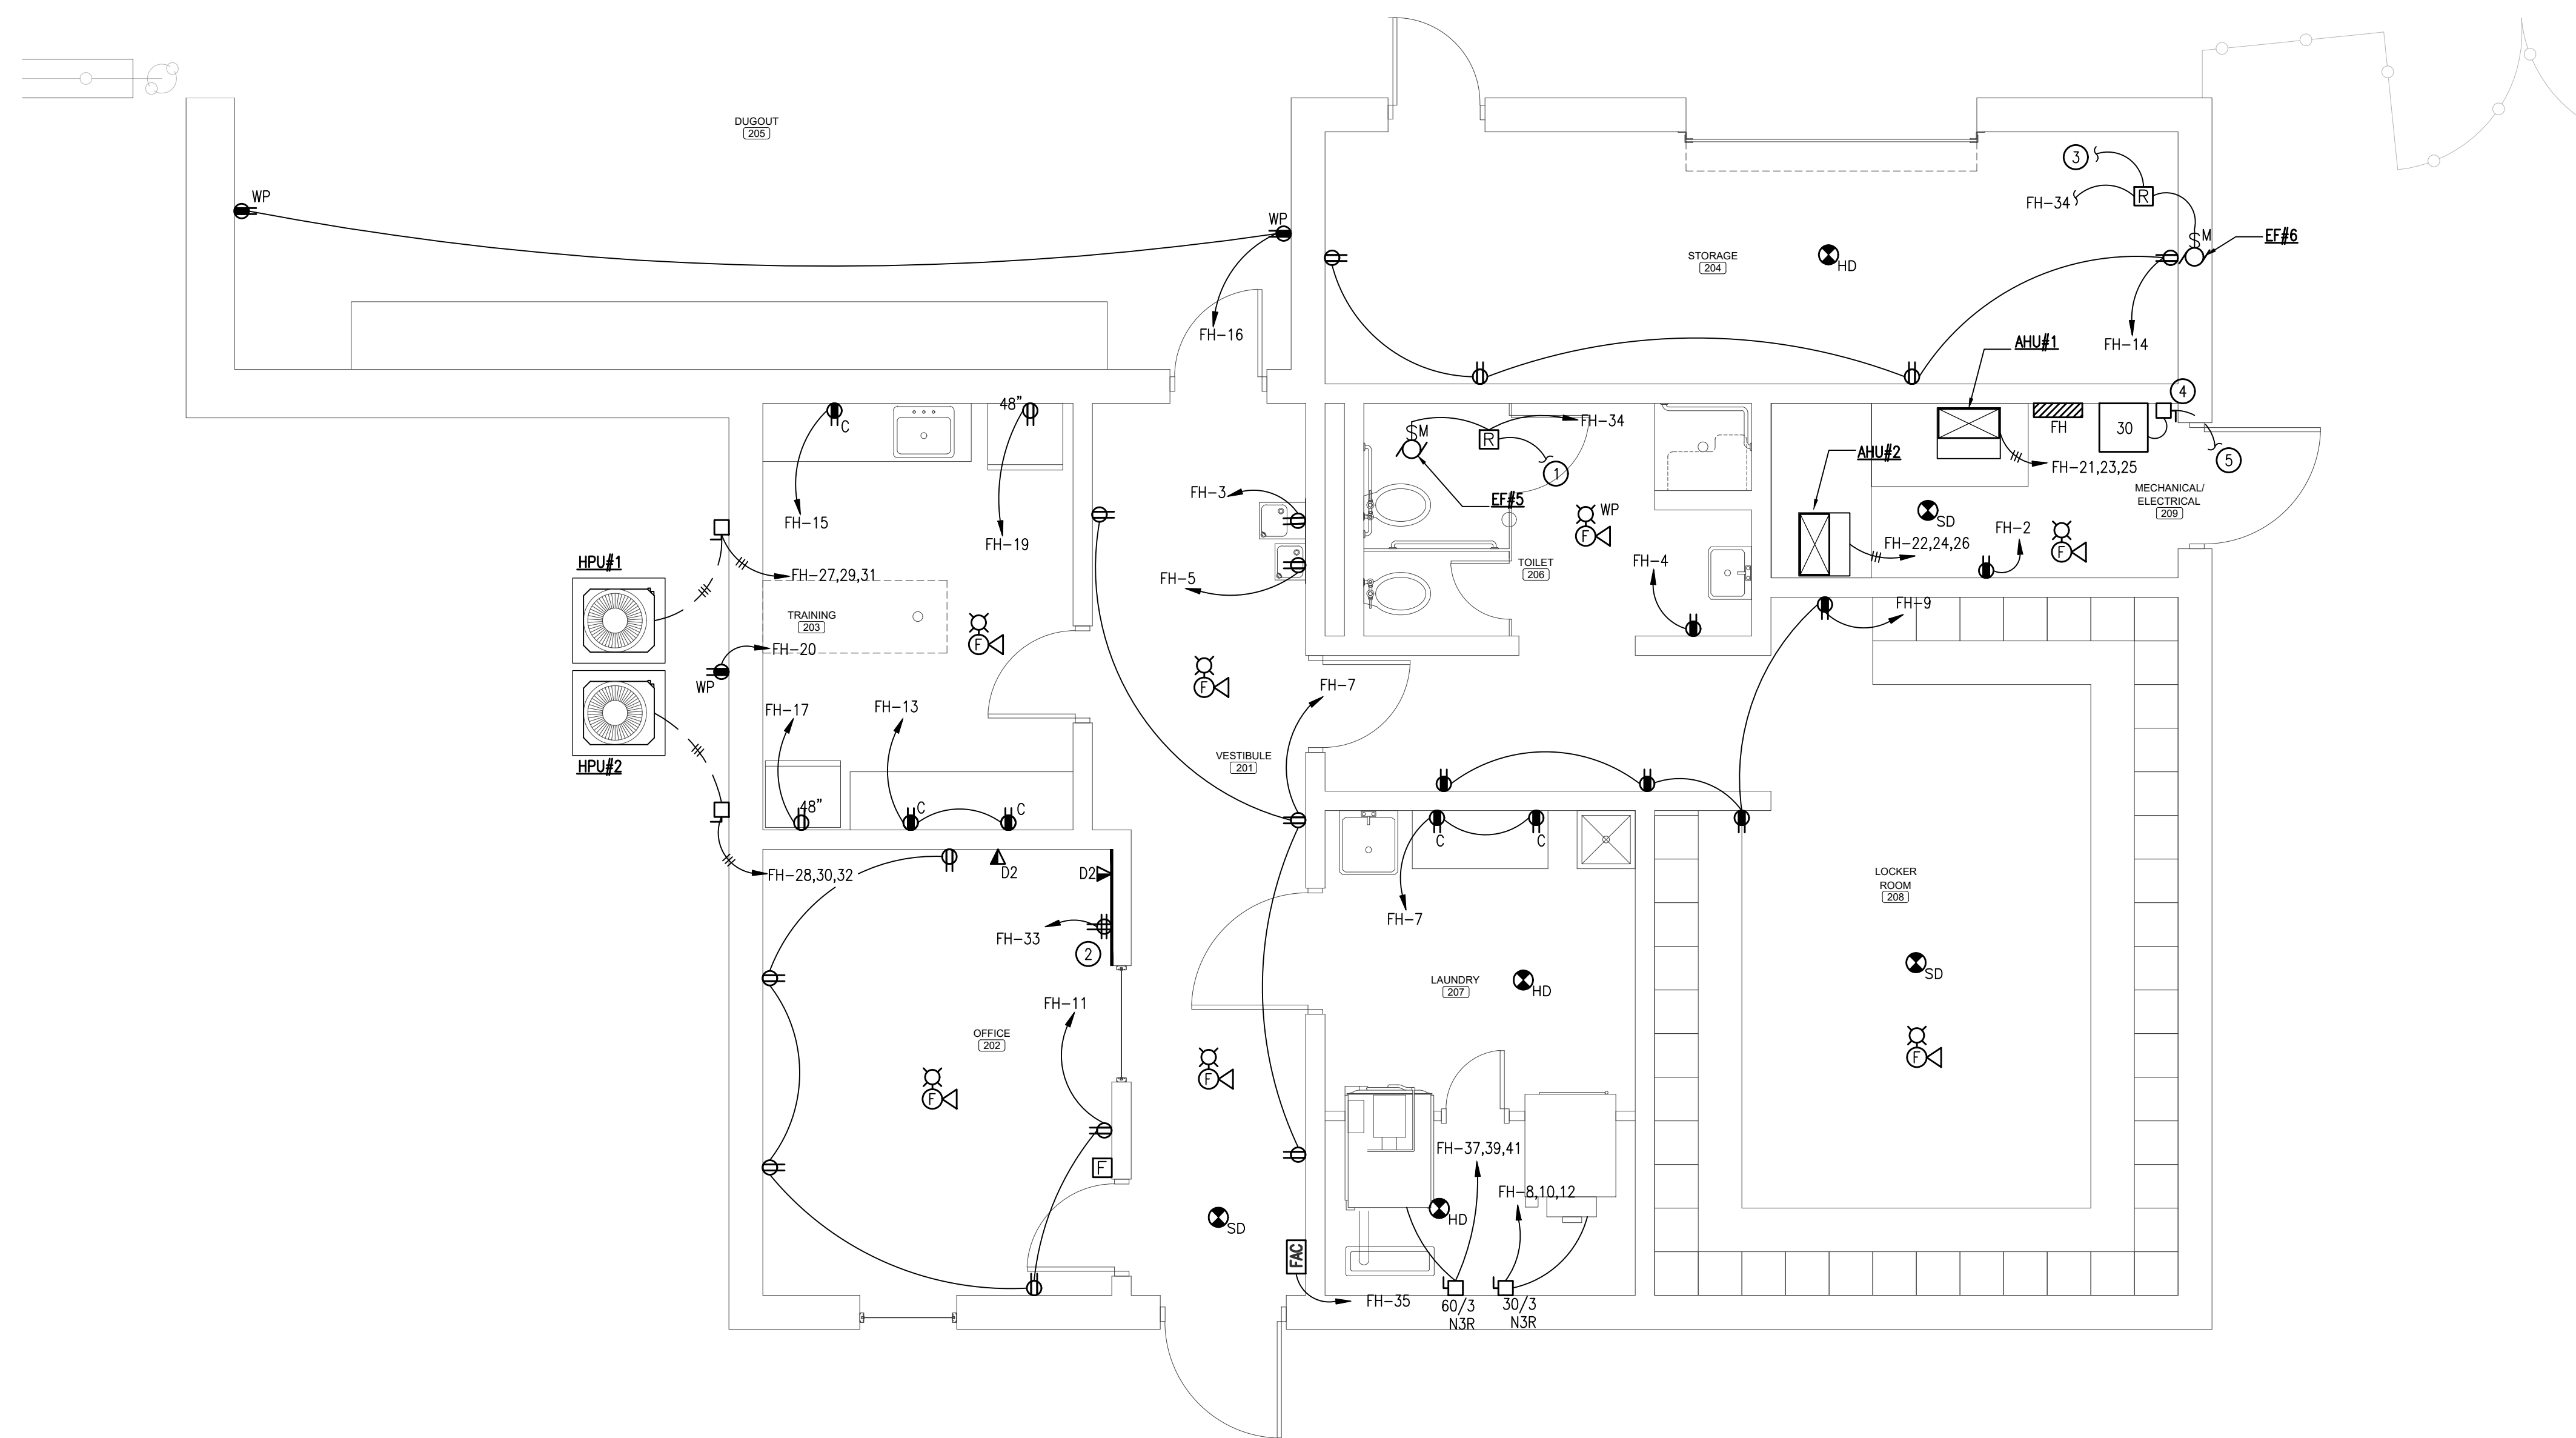 DUGOUT
205
WP
WP
FH-16
3
R
FH-34
M
EF#6
STORAGE
204
HD
FH-14
AHU#1
4
48"
C
FH-15
FH-19
M
R
FH-34
1
EF#5
FH
30
5
AHU#2
FH-21,23,25
MECHANICAL/
ELECTRICAL
209
FH-3
WP
F
SD
FH-22,24,26
FH-2
F
FH-5
TOILET
206
FH-4
HPU#1
FH-27,29,31
TRAINING
203
F
FH-20
WP
FH-9
FH-7
F
FH-17
FH-13
HPU#2
VESTIBULE
201
48"
C
C
C
C
FH-28,30,32
D2
D2
FH-33
2
FH-7
LOCKER
ROOM
208
SD
LAUNDRY
207
HD
FH-11
OFFICE
202
F
F
F
F
FH-37,39,41
FH-8,10,12
HD
SD
FAC
FH-35
60/3
N3R
30/3
N3R